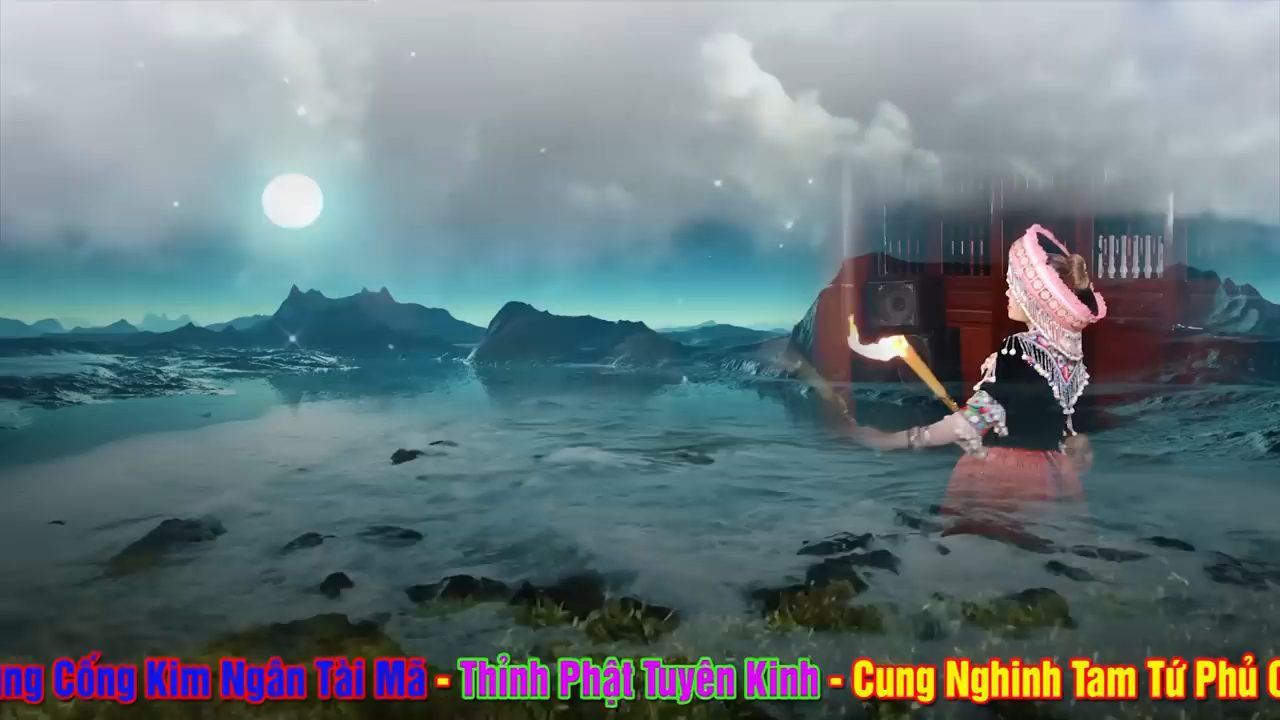 Cống Kim Ngân Tài Mã - Thỉnh Phật Tuyên Kinh - Cung Nghinh Tam Tứ Phủ